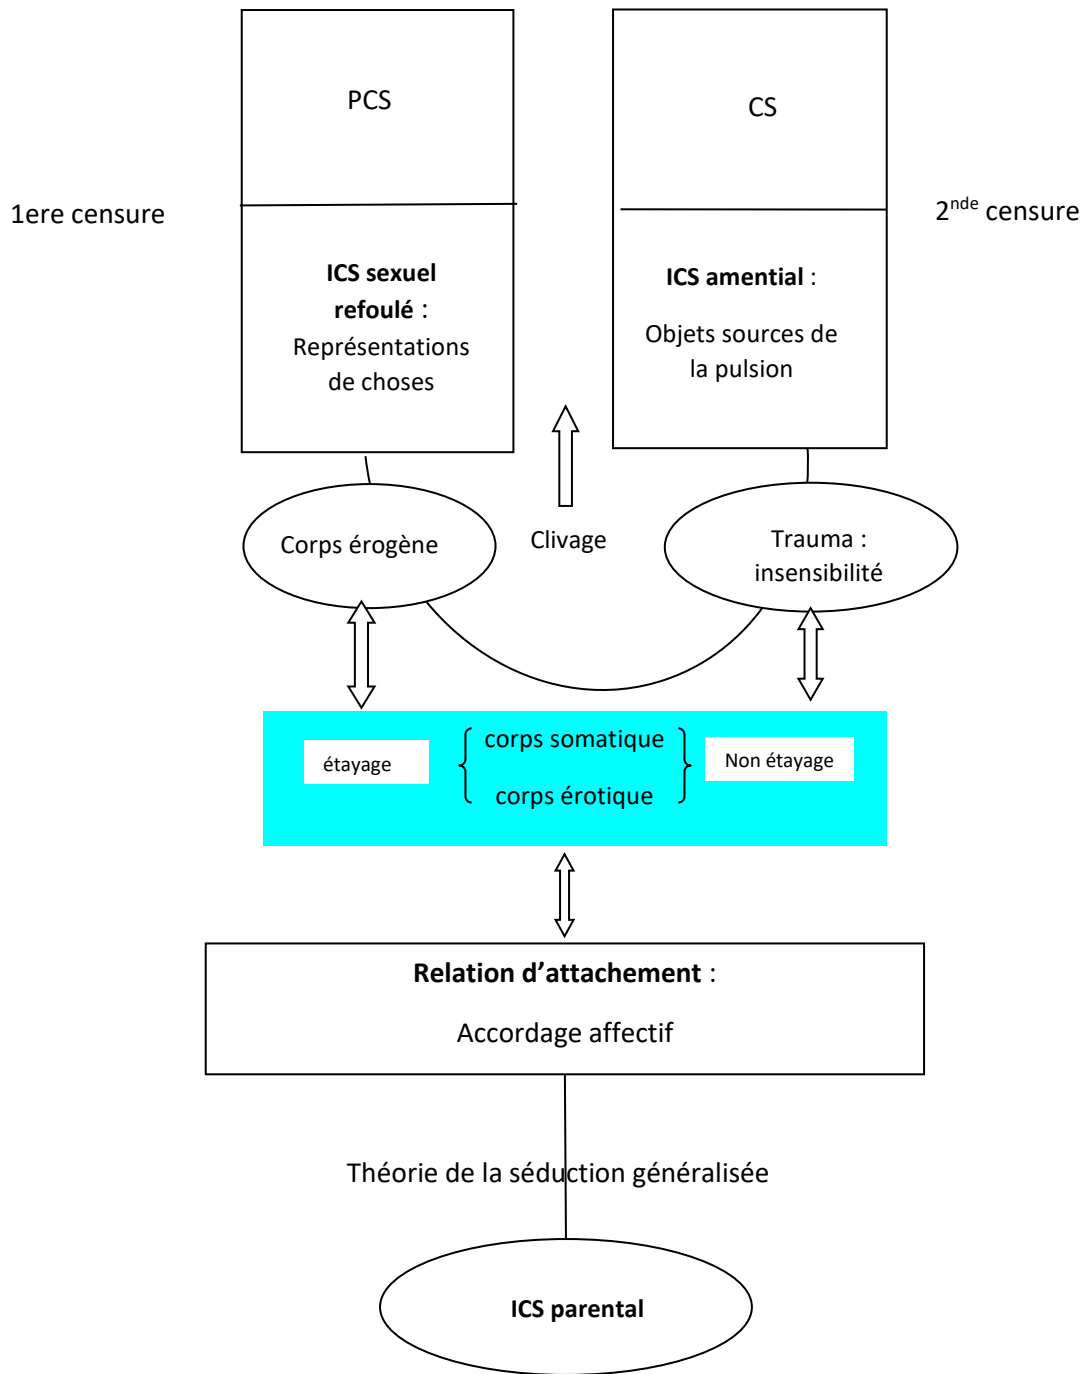 PCS
CS
1ere censure
2nde censure
ICS sexuel
refoulé :
Représentations
de choses
ICS amential :
Objets sources de
la pulsion
Corps érogène
Clivage
Trauma :
insensibilité
étayage
corps somatique
corps érotique
Non étayage
Relation d’attachement :
Accordage affectif
Théorie de la séduction généralisée
ICS parental